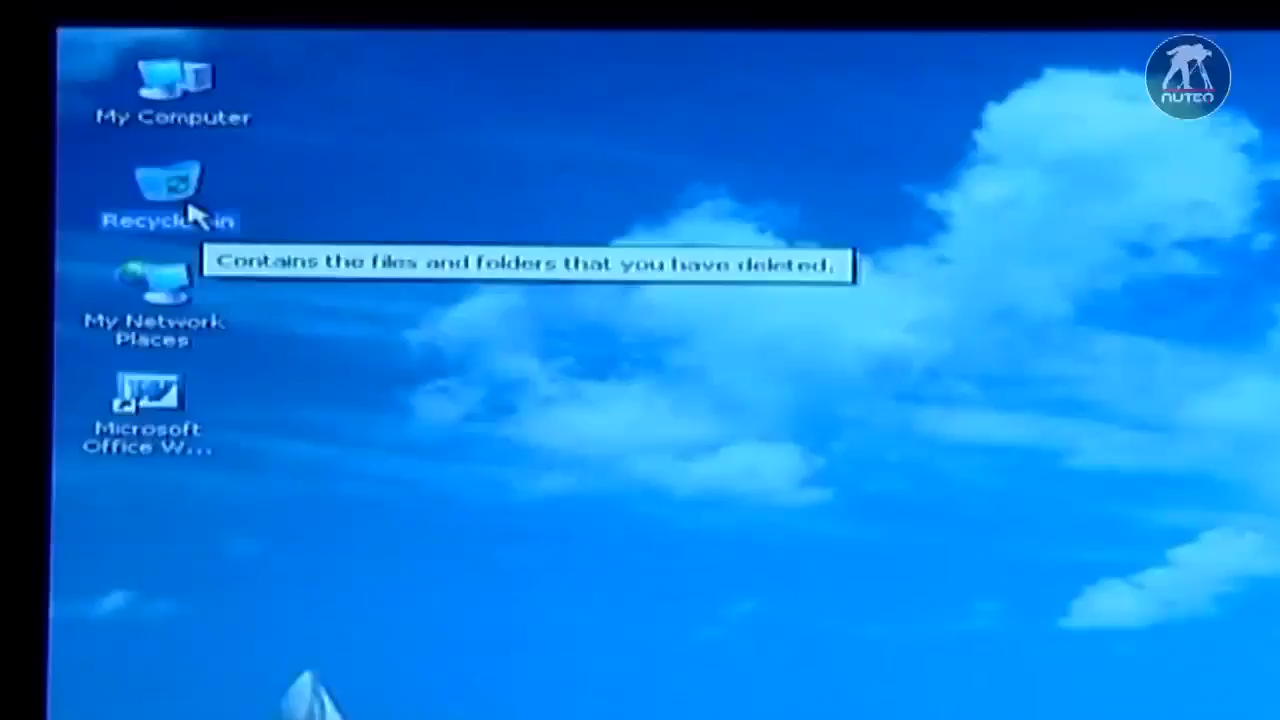 My Computer
Recycle Bin
Contains the files and folders that you have deleted.
My Network
Places
Microsoft
Office W...
NUTEQ